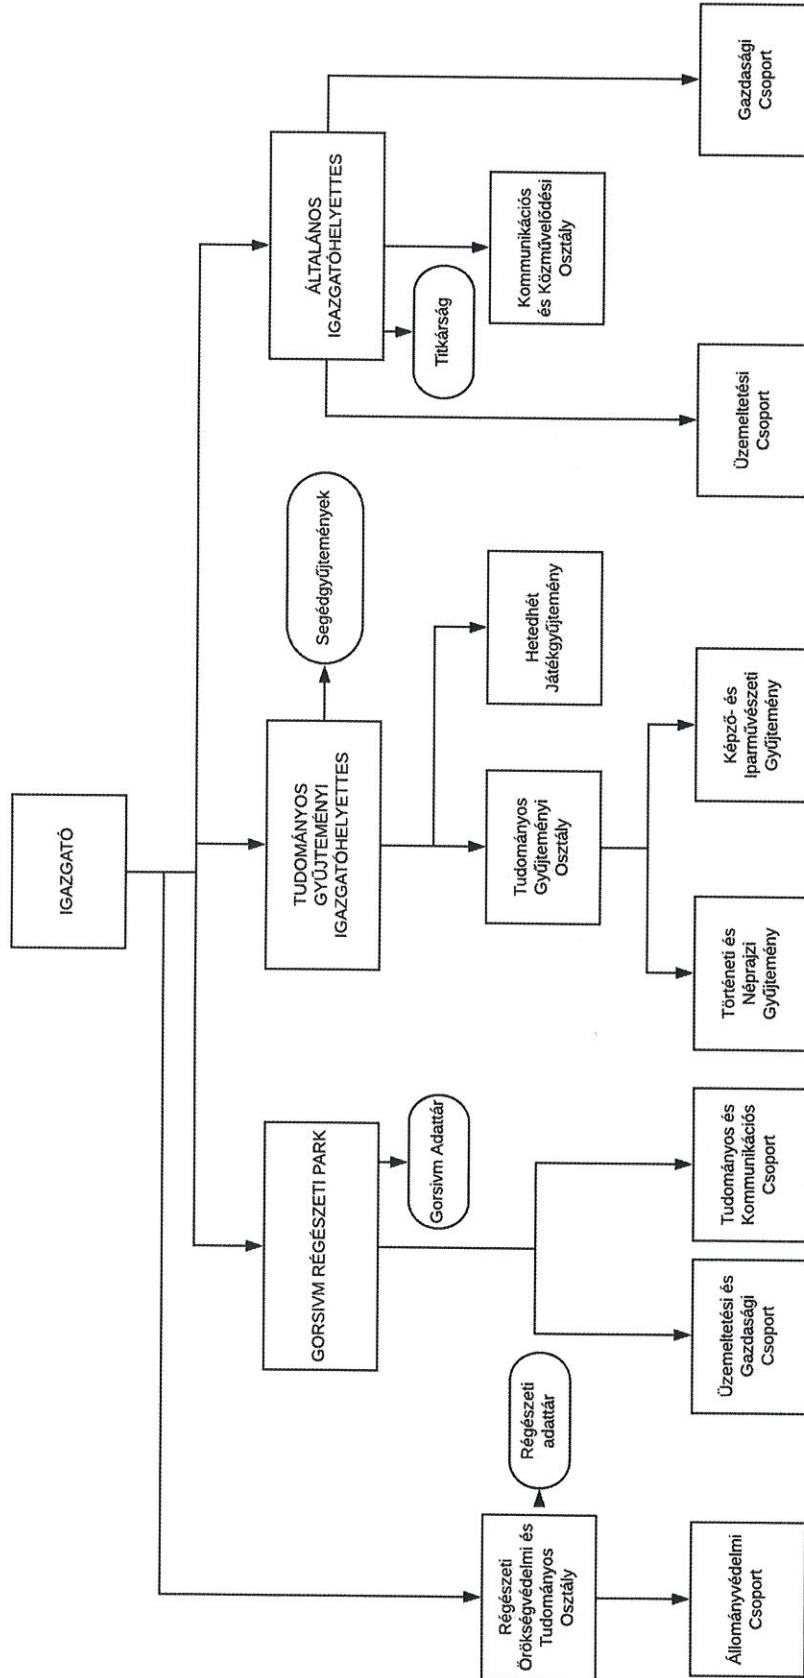 IGAZGATÓ
GORSIVM RÉGÉSZETI PARK
TUDOMÁNYOS
GYŰJTEMÉNYI
IGAZGATÓHELYETTES
ÁLTALÁNOS
IGAZGATÓHELYETTES
Segédgyűjtemények
Gorsivm Adattár
Titkárság
Régészeti
Örökségvédelmi és
Tudományos
Osztály
Régészeti
adattár
Tudományos
Gyűjteményi
Osztály
Hetedhét
Játékgyűjtemény
Kommunikációs
és Közművelődési
Osztály
Állományvédelmi
Csoport
Üzemeltetési és
Gazdasági
Csoport
Tudományos és
Kommunikációs
Csoport
Történeti és
Néprajzi
Gyűjtemény
Képző- és
Iparművészeti
Gyűjtemény
Üzemeltetési
Csoport
Gazdasági
Csoport